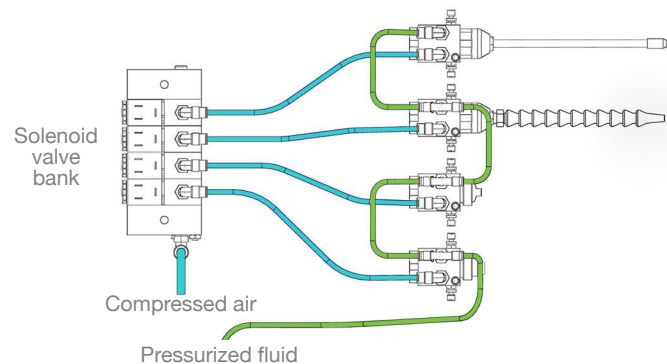 Solenoid
valve
bank
Compressed air
Pressurized fluid